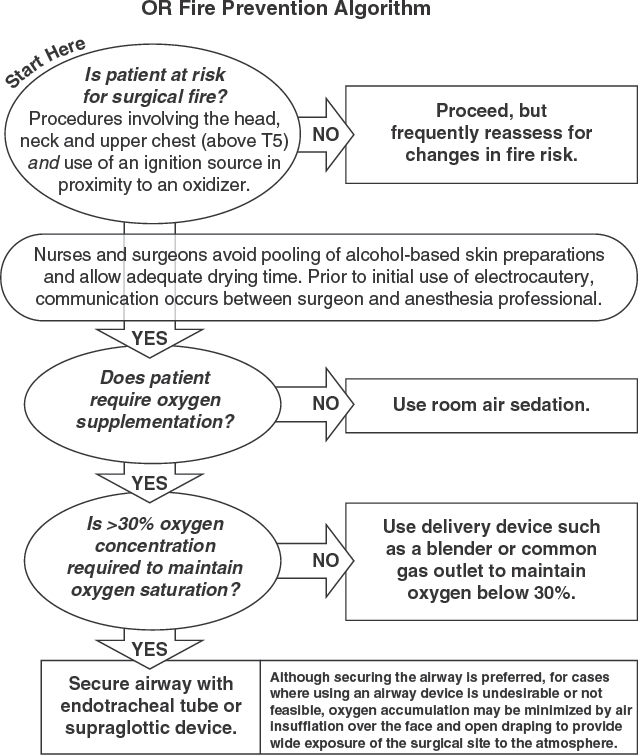 OR Fire Prevention Algorithm
Start Here
Is patient at risk
for surgical fire?
Procedures involving the head,
neck and upper chest (above T5)
and use of an ignition source in
proximity to an oxidizer.
NO
Proceed, but
frequently reassess for
changes in fire risk.
Nurses and surgeons avoid pooling of alcohol-based skin preparations
and allow adequate drying time. Prior to initial use of electrocautery,
communication occurs between surgeon and anesthesia professional.
YES
Does patient
require oxygen
supplementation?
NO
Use room air sedation.
YES
Is >30% oxygen
concentration
required to maintain
oxygen saturation?
NO
Use delivery device such
as a blender or common
gas outlet to maintain
oxygen below 30%.
YES
Secure airway with
endotracheal tube or
supraglottic device.
Although securing the airway is preferred, for cases
where using an airway device is undesirable or not
feasible, oxygen accumulation may be minimized by air
insufflation over the face and open draping to provide
wide exposure of the surgical site to the atmosphere.